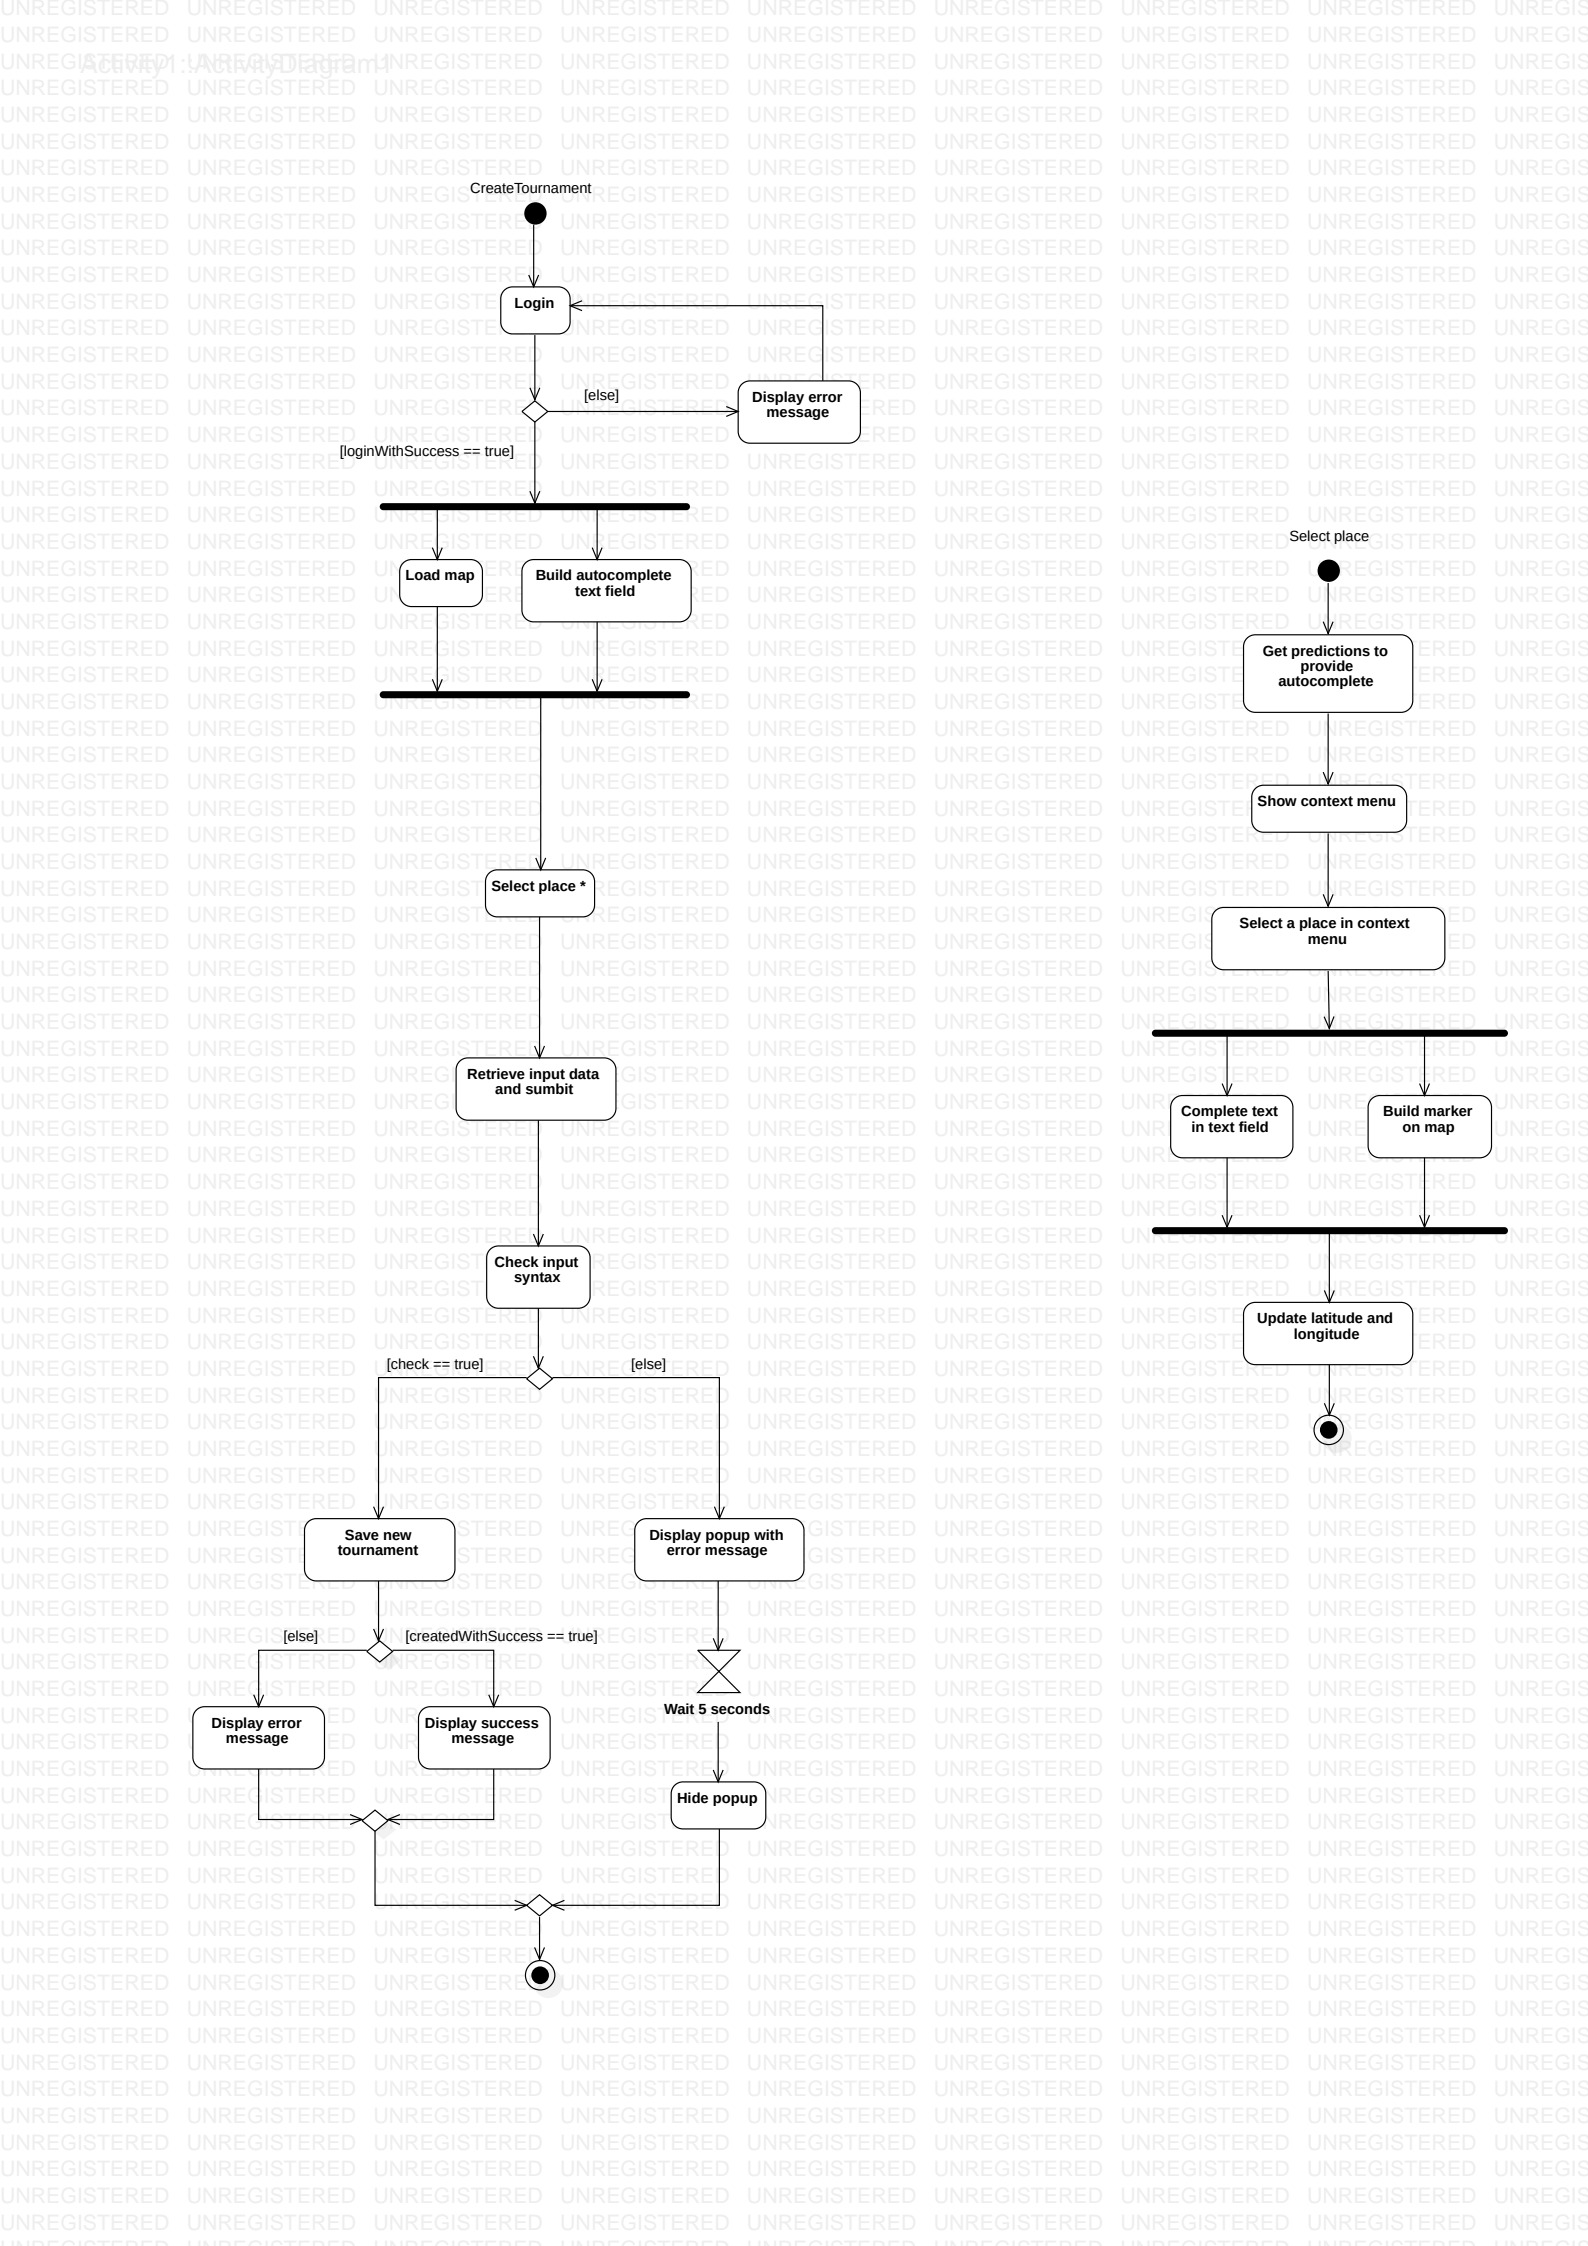 Activity1::ActivityDiagram1
CreateTournament
Login
[else]
Display error
message
[loginWithSuccess == true]
Load map
Build autocomplete
text field
Select place *
Retrieve input data
and sumbit
Check input
syntax
[check == true]
[else]
Save new
tournament
Display popup with
error message
[else]
[createdWithSuccess == true]
Display error
message
Display success
message
Wait 5 seconds
Hide popup
Select place
Get predictions to
provide
autocomplete
Show context menu
Select a place in context
menu
Complete text
in text field
Build marker
on map
Update latitude and
longitude
UNREGISTERED